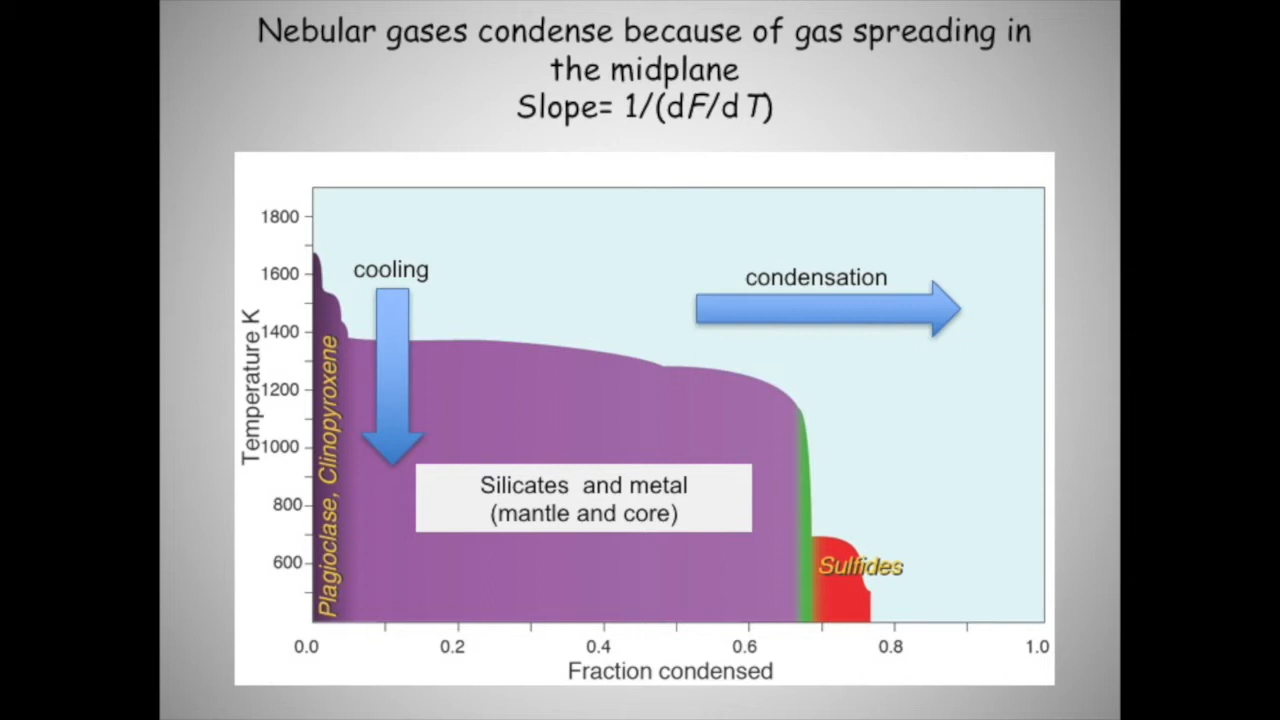 Nebular gases condense because of gas spreading in
the midplane
Slope= 1/(dF/dT)
1800
1600
1400
1200
1000
800
600
Temperature K
cooling
condensation
Plagioclase, Clinopyroxene
Silicates and metal
(mantle and core)
Sulfides
0.0
0.2
0.4
0.6
0.8
1.0
Fraction condensed